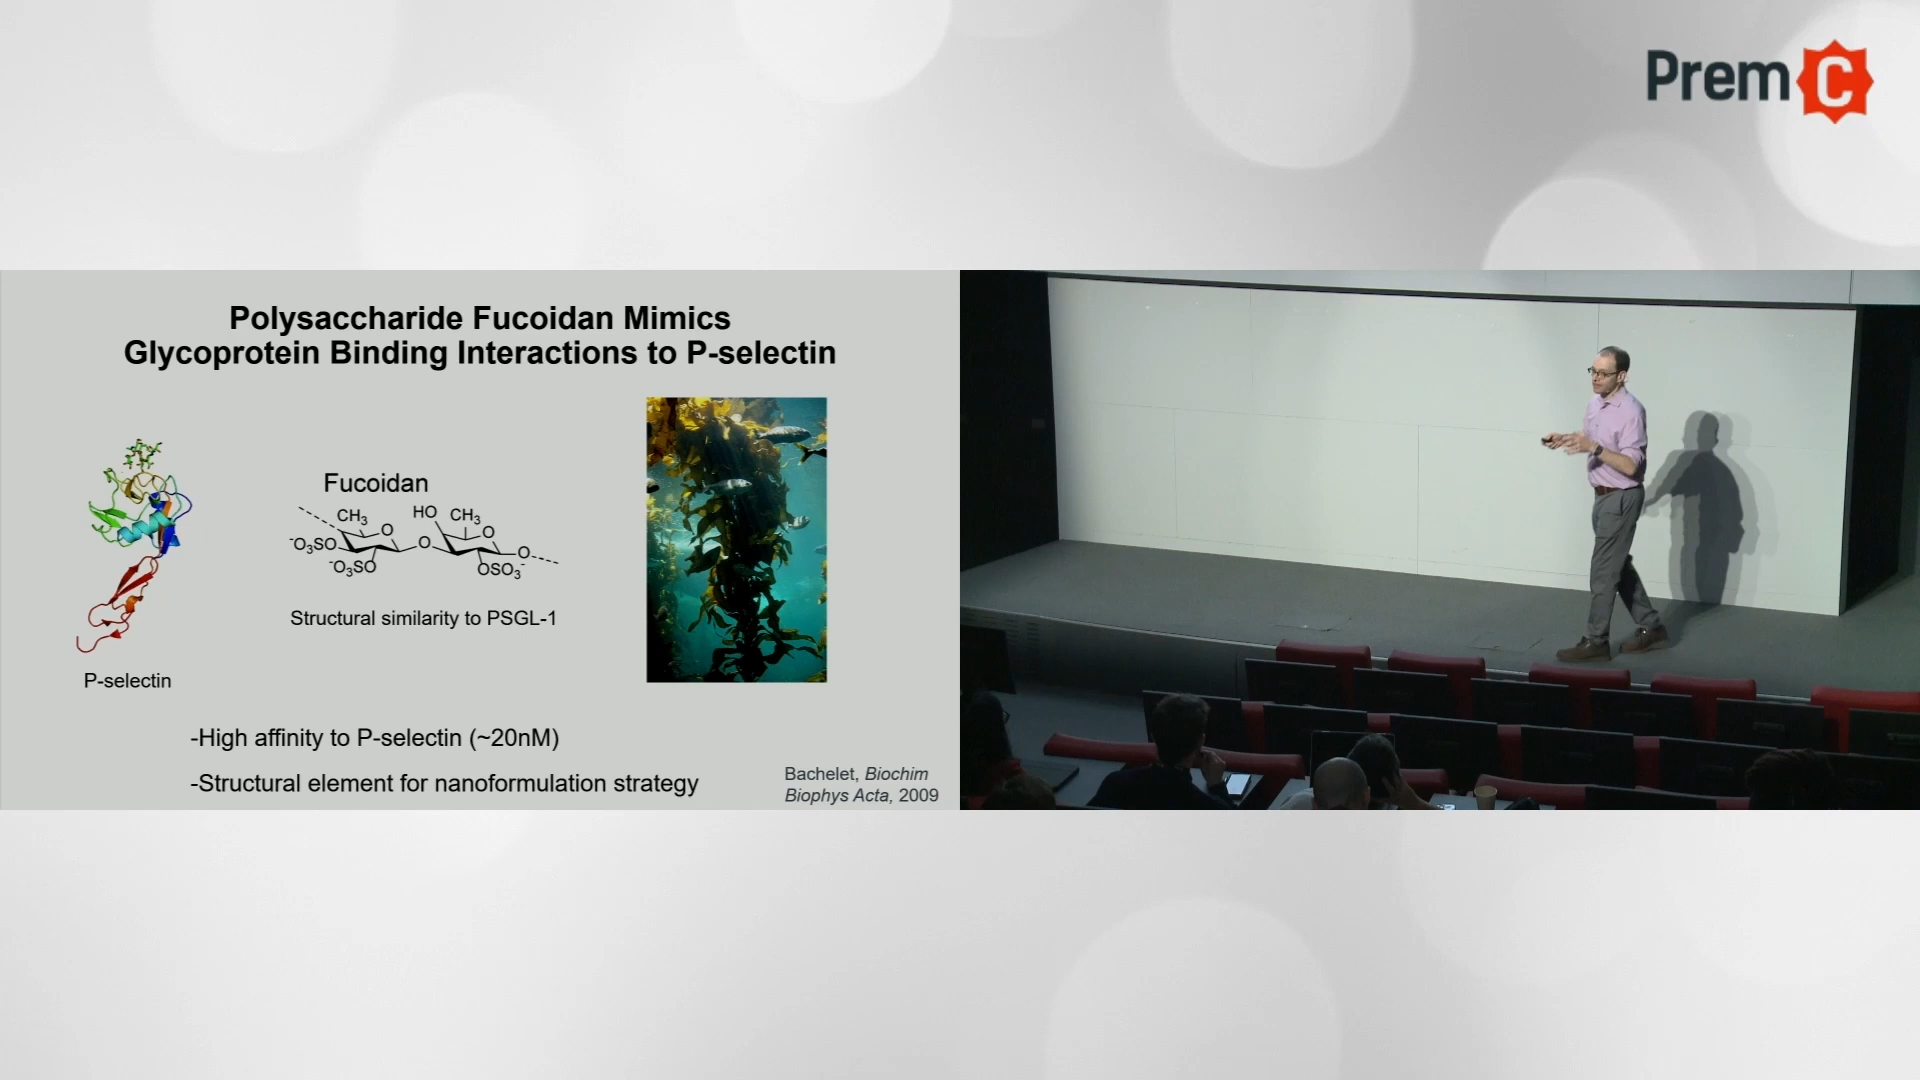 Prem C
Polysaccharide Fucoidan Mimics
Glycoprotein Binding Interactions to P-selectin
Fucoidan
CH3
HO
CH3
O
O
-O3SO
O
O
-O3SO
OSO3-
Structural similarity to PSGL-1
P-selectin
-High affinity to P-selectin (~20nM)
-Structural element for nanoformulation strategy
Bachelet, Biochim
Biophys Acta, 2009